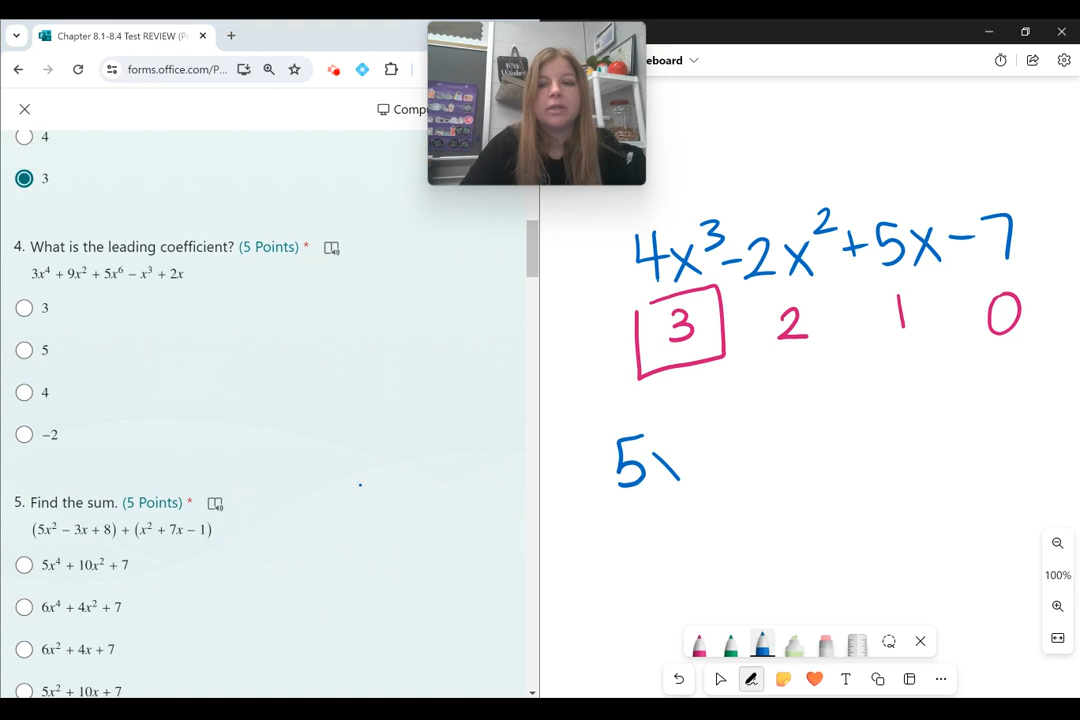 Chapter 8.1-8.4 Test REVIEW (P
forms.office.com/P...
eboard
Comp
4
3
4. What is the leading coefficient? (5 Points) *
3x⁴ + 9x² + 5x⁶ − x³ + 2x
3
5
4
−2
5. Find the sum. (5 Points) *
(5x² − 3x + 8) + (x² + 7x − 1)
5x⁴ + 10x² + 7
6x⁴ + 4x² + 7
6x² + 4x + 7
5x² + 10x + 7
4x³-2x²+5x-7
3 2 1 0
5
100%
T